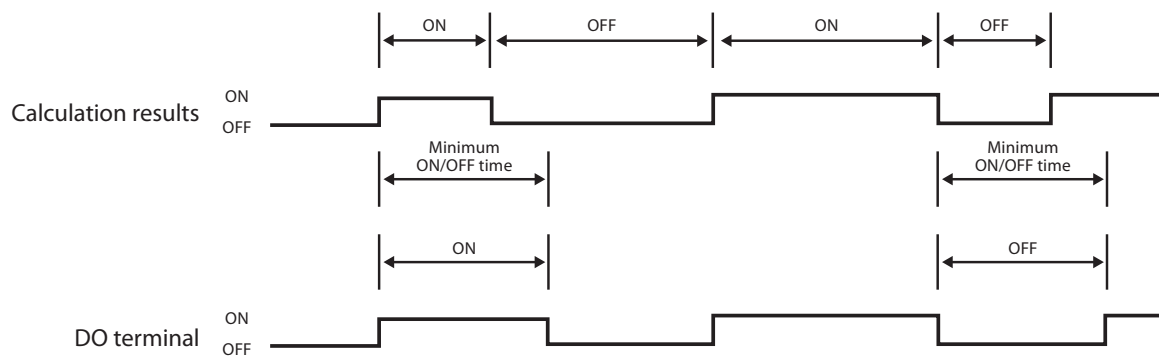 ON OFF ON OFF
Calculation results
ON
OFF
Minimum
ON/OFF time
Minimum
ON/OFF time
ON OFF
DO terminal
ON
OFF